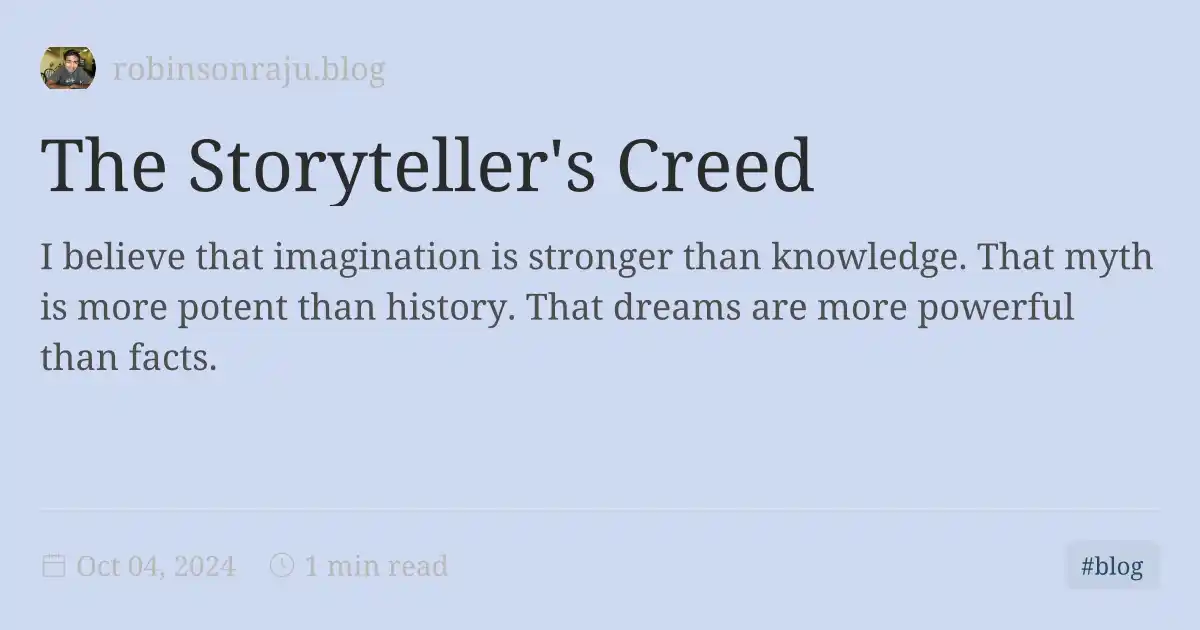 robinsonraju.blog
The Storyteller's Creed
I believe that imagination is stronger than knowledge. That myth
is more potent than history. That dreams are more powerful
than facts.
Oct 04, 2024 1 min read
#blog